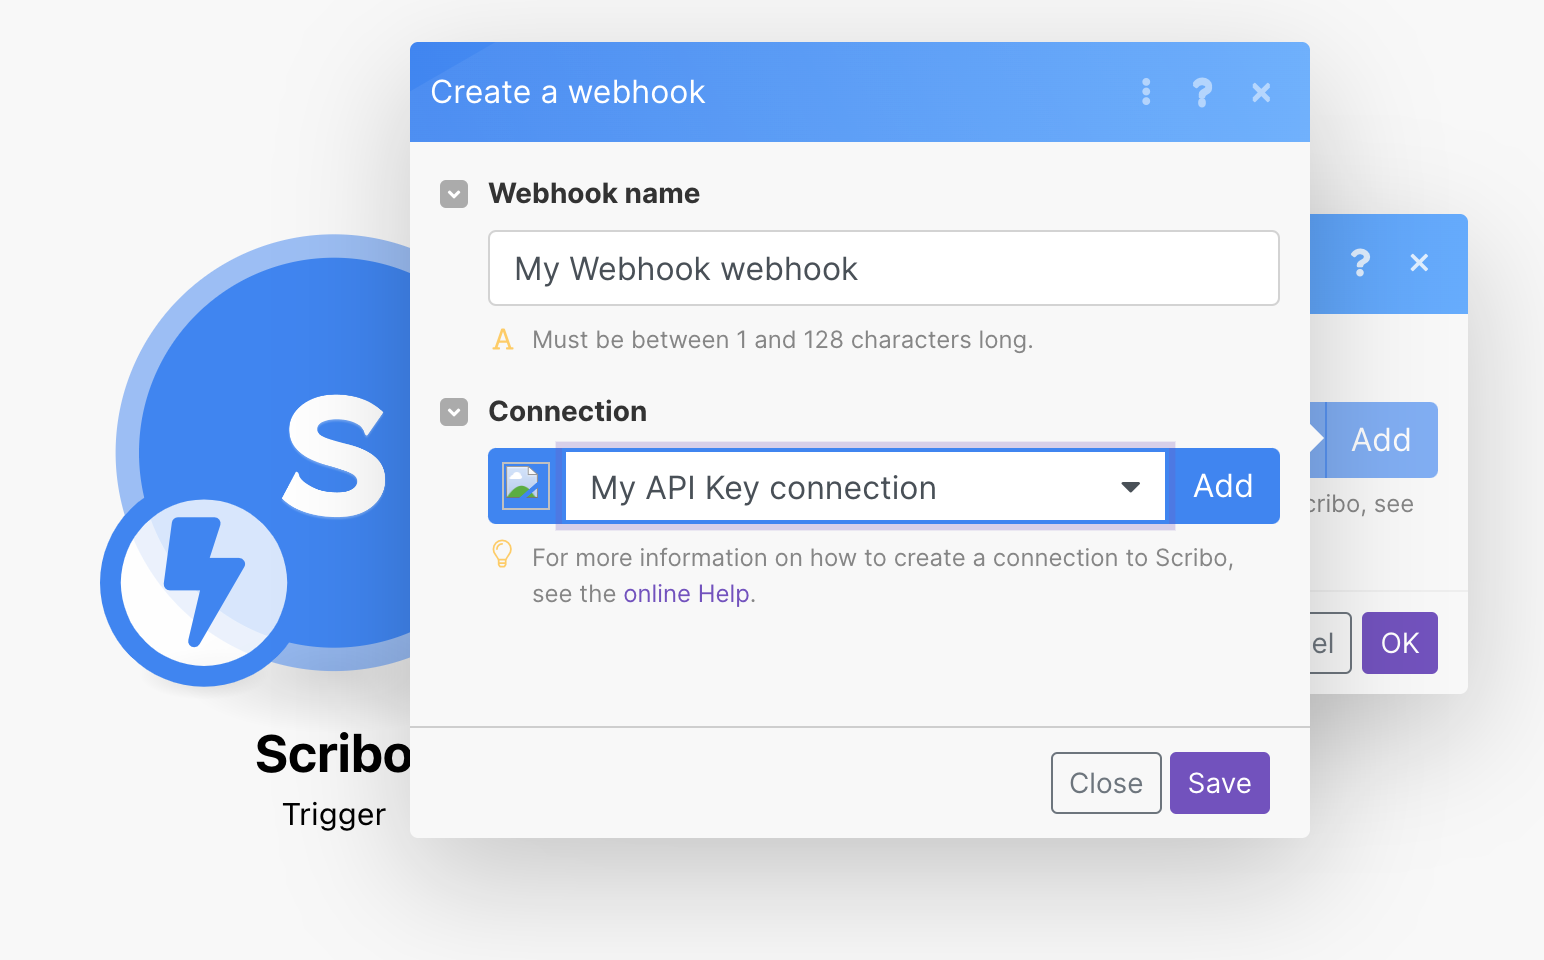 Create a webhook
?
Webhook name
My Webhook webhook
A Must be between 1 and 128 characters long.
Connection
My API Key connection
Add
For more information on how to create a connection to Scribo,
see the online Help.
Close
Save
S
Scribo
Trigger
?
Add
cribo, see
el
OK